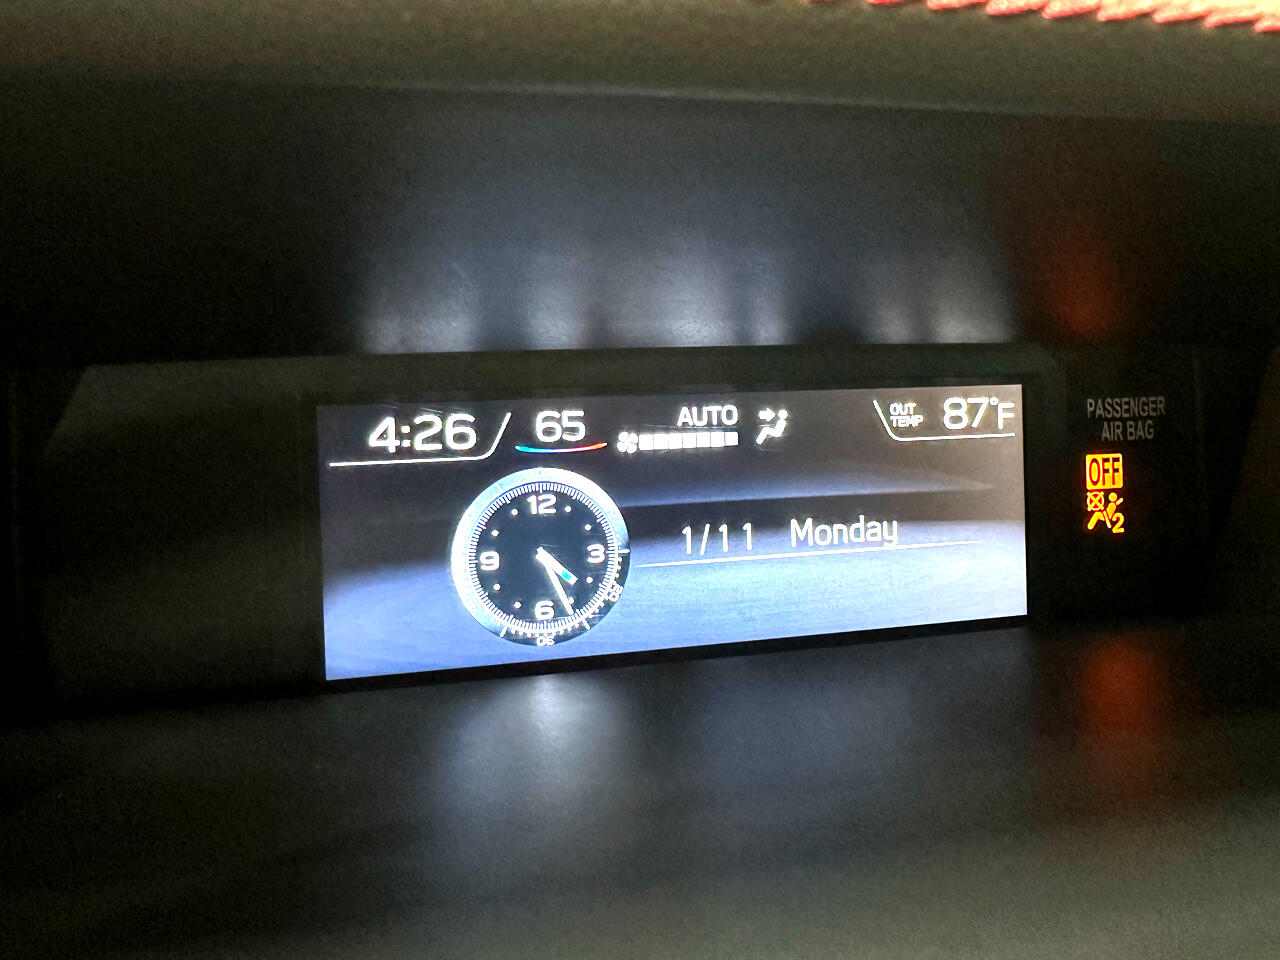 4:26
65
AUTO
OUT
TEMP
87°F
12
3
6
9
1/11 Monday
PASSENGER
AIR BAG
OFF
2